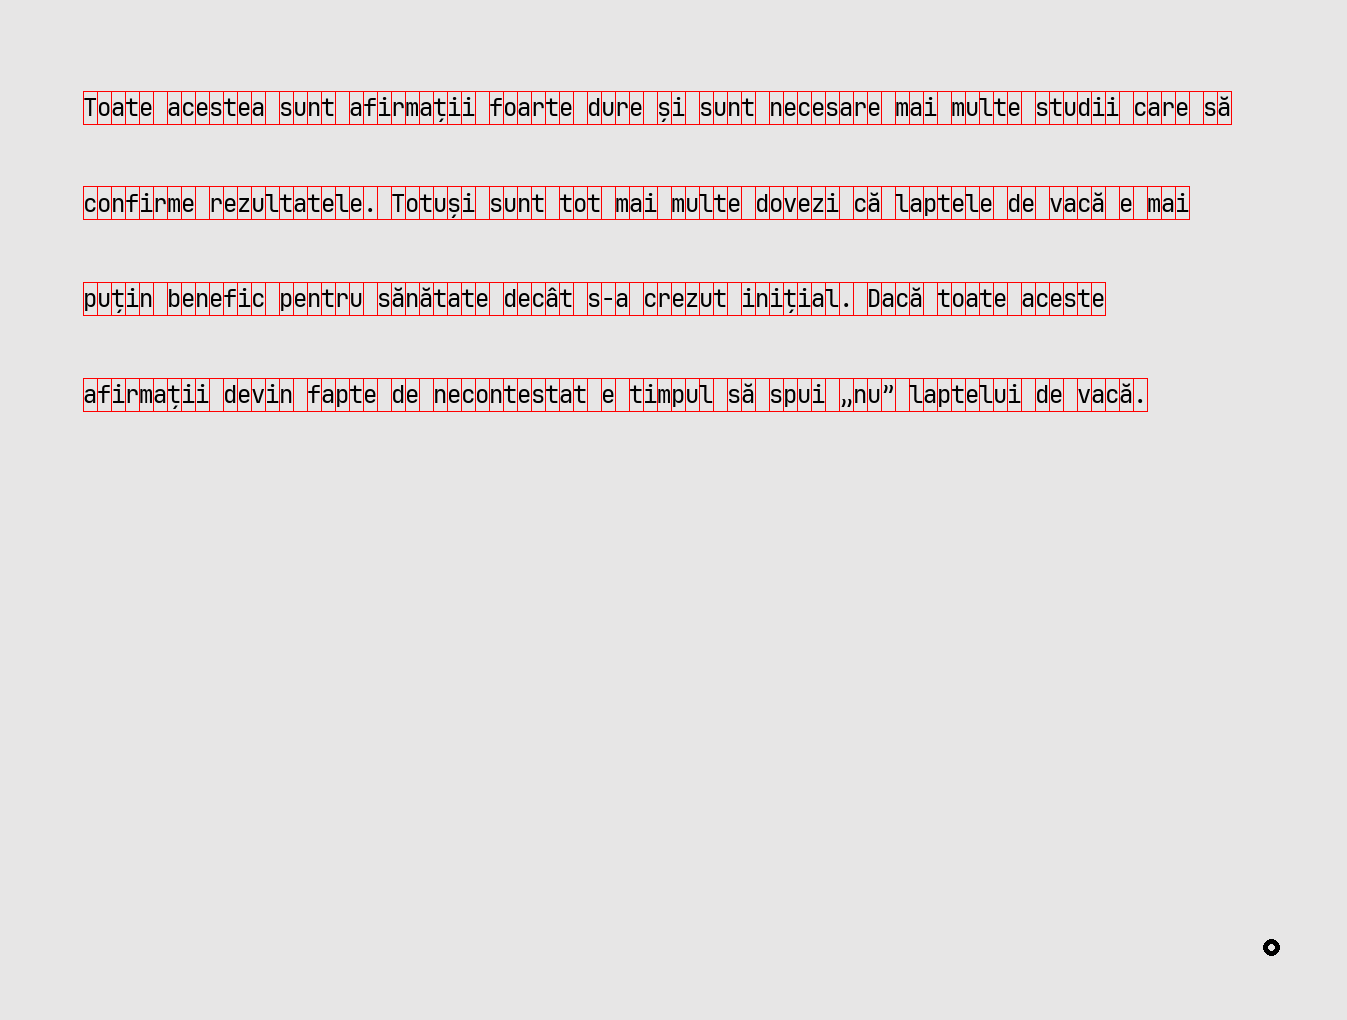 Toate acestea sunt afirmații foarte dure și sunt necesare mai multe studii care să
confirme rezultatele. Totuși sunt tot mai multe dovezi că laptele de vacă e mai
puțin benefic pentru sănătate decât s-a crezut inițial. Dacă toate aceste
afirmații devin fapte de necontestat e timpul să spui „nu” laptelui de vacă.